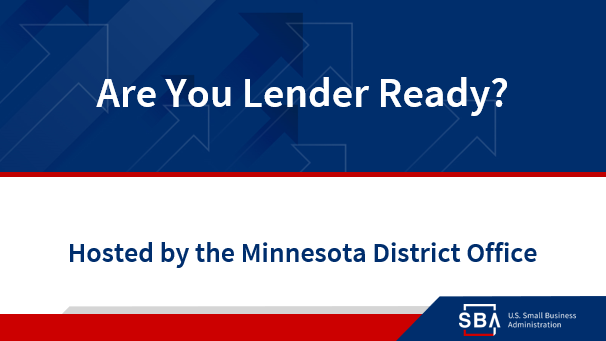 Are You Lender Ready?
Hosted by the Minnesota District Office
SBA
U.S. Small Business
Administration